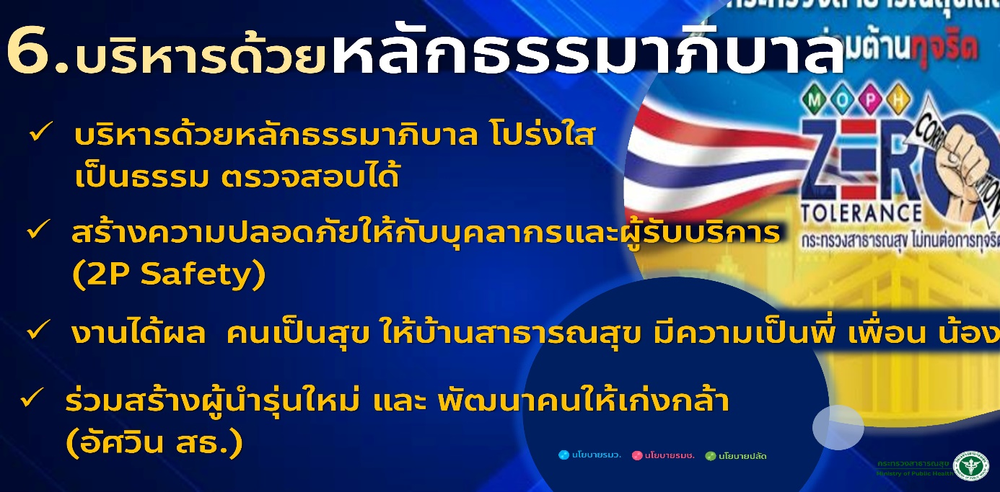 6.บริหารด้วยหลักธรรมาภิบาล
✓ บริหารด้วยหลักธรรมาภิบาล โปร่งใส
เป็นธรรม ตรวจสอบได้
✓ สร้างความปลอดภัยให้กับบุคลากรและผู้รับบริการ
(2P Safety)
✓ งานได้ผล คนเป็นสุข ให้บ้านสาธารณสุข มีความเป็นพี่ เพื่อน น้อง
✓ ร่วมสร้างผู้นำรุ่นใหม่ และ พัฒนาคนให้เก่งกล้า
(อัศวิน สธ.)
ต้านทุจริต
MOPH
ZERO
TOLERANCE
กระทรวงสาธารณสุข ไม่ทนต่อการทุจริต
นโยบายรมว. นโยบายรมช. นโยบายปลัด
กระทรวงสาธารณสุข
Ministry of Public Health